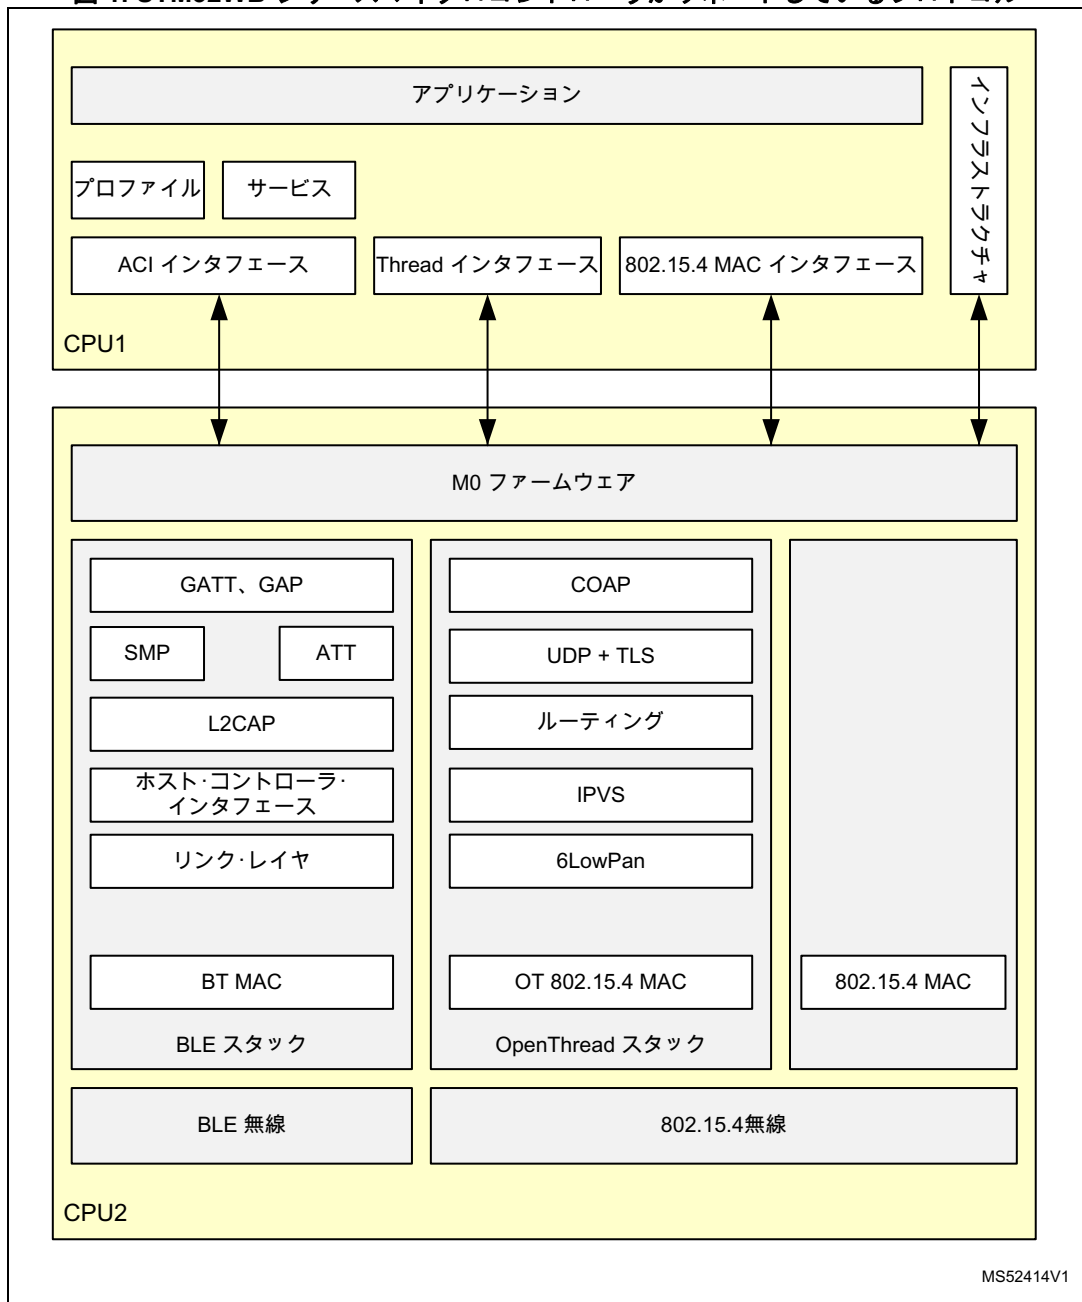 アプリケーション
インフラストラクチャ
プロファイル
サービス
ACI インタフェース
Thread インタフェース
802.15.4 MAC インタフェース
CPU1
M0 ファームウェア
GATT、GAP
COAP
SMP
ATT
UDP + TLS
L2CAP
ルーティング
ホスト·コントローラ·
インタフェース
IPVS
リンク·レイヤ
6LowPan
BT MAC
OT 802.15.4 MAC
802.15.4 MAC
BLE スタック
OpenThread スタック
BLE 無線
802.15.4無線
CPU2
MS52414V1